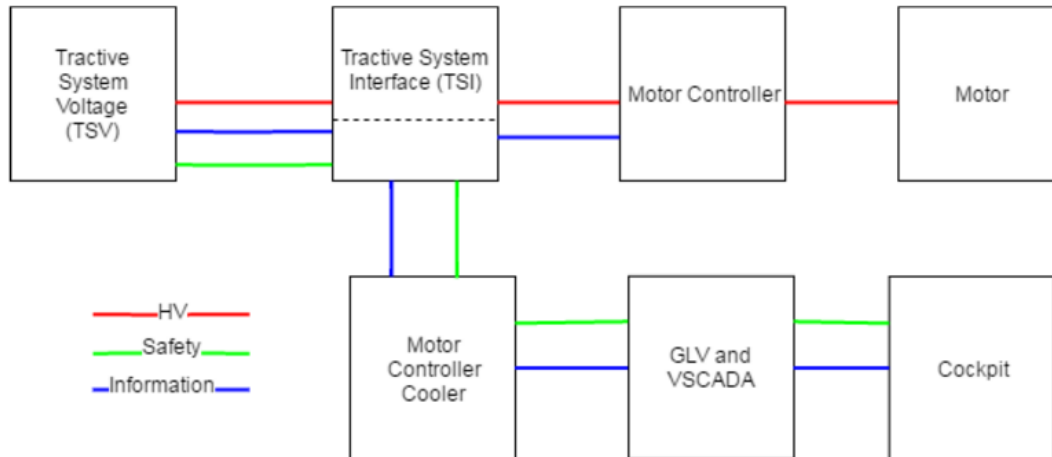 Tractive
System
Voltage
(TSV)
Tractive System
Interface (TSI)
Motor Controller
Motor
HV
Safety
Information
Motor
Controller
Cooler
GLV and
VSCADA
Cockpit